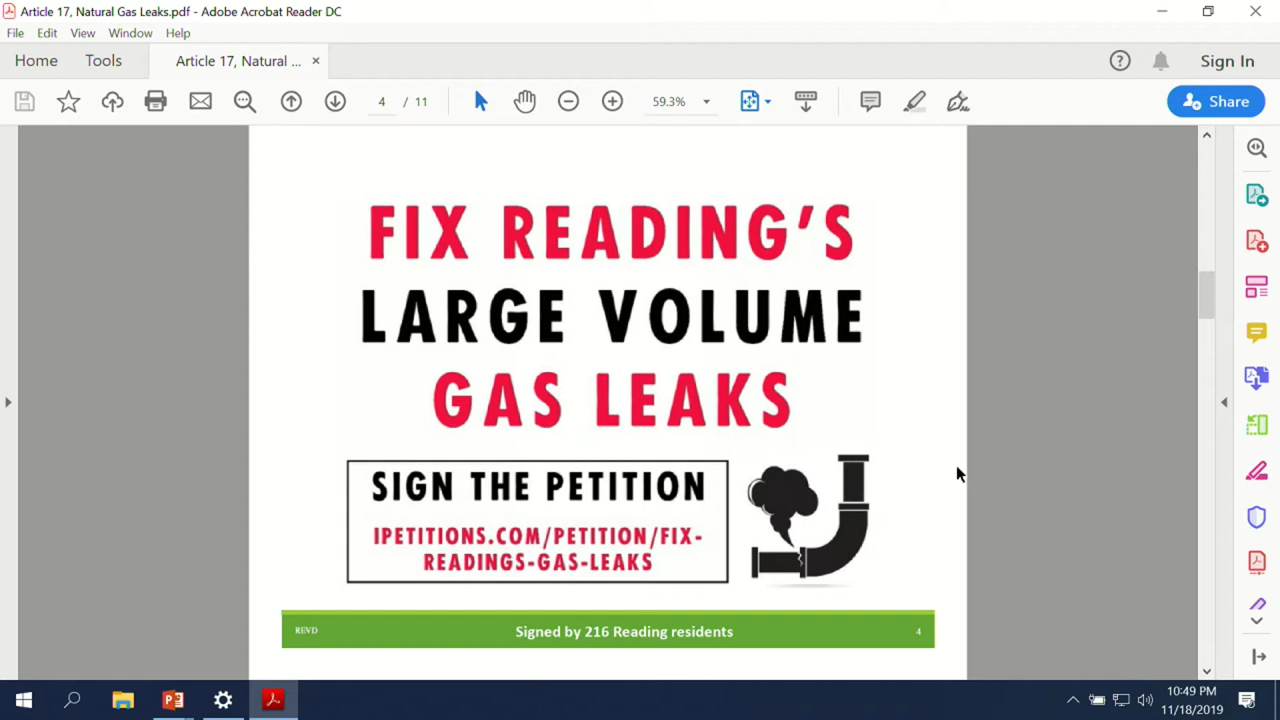 Article 17, Natural Gas Leaks.pdf - Adobe Acrobat Reader DC
File Edit View Window Help
Home Tools Article 17, Natural ... × ? Sign In
4 / 11 59.3% Share
FIX READING'S
LARGE VOLUME
GAS LEAKS
SIGN THE PETITION
IPETITIONS.COM/PETITION/FIX-
READINGS-GAS-LEAKS
REVD Signed by 216 Reading residents 4
10:49 PM
11/18/2019